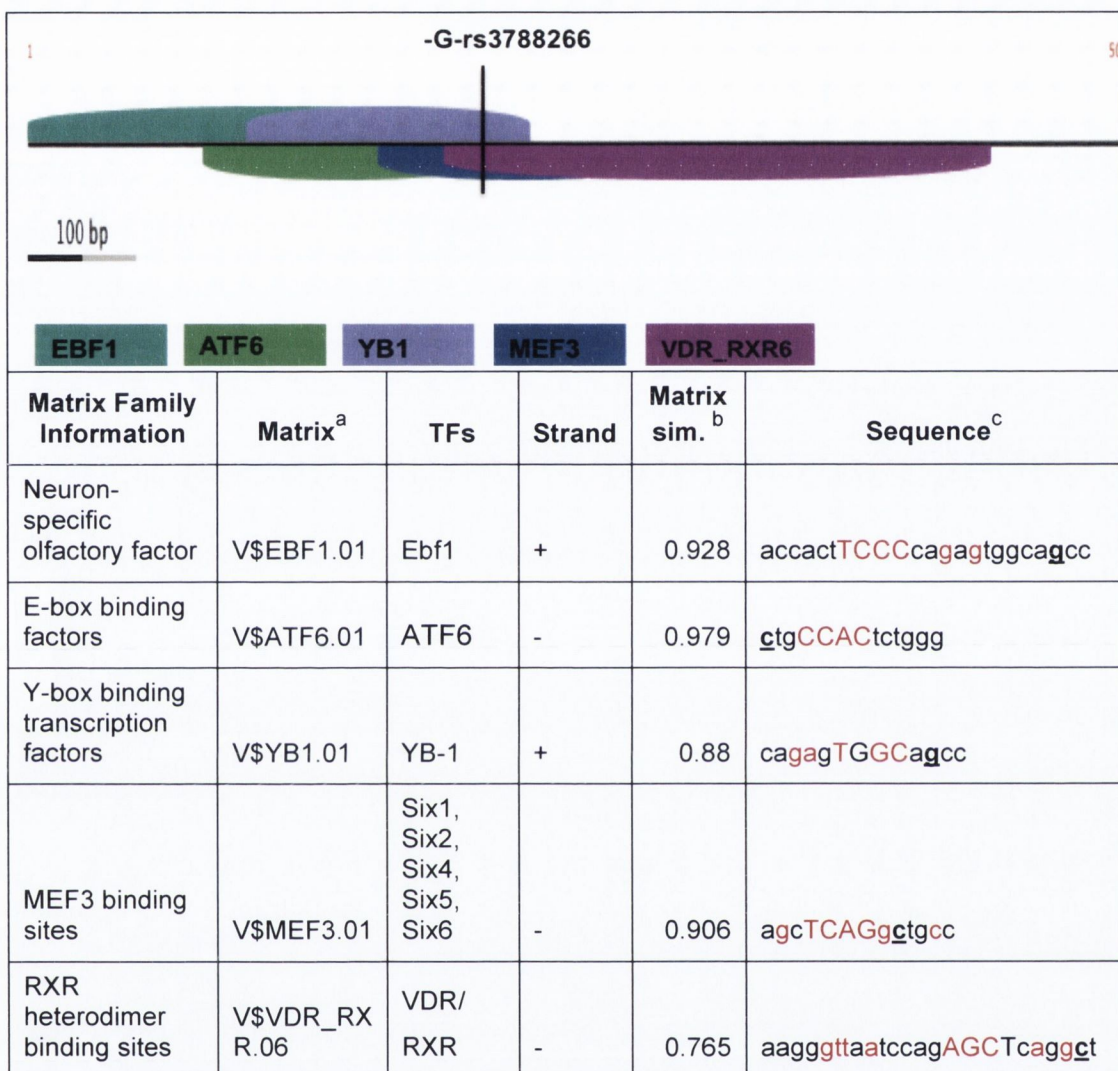 -G-rs3788266
1
50
100 bp
EBF1 ATF6 YB1 MEF3 VDR_RXR6
Matrix Family Information Matrix a TFs Strand Matrix sim. b Sequence c
Neuron-
specific
olfactory factor V$EBF1.01 Ebf1 + 0.928 accactTCCCcagagtggcagcc
E-box binding
factors V$ATF6.01 ATF6 - 0.979 ctgCCACtctggg
Y-box binding
transcription
factors V$YB1.01 YB-1 + 0.88 cagagTGGCagcc
MEF3 binding
sites V$MEF3.01 Six1,
Six2,
Six4,
Six5,
Six6 - 0.906 agcTCAGgctgcc
RXR
heterodimer
binding sites V$VDR_RX
R.06 VDR/
RXR - 0.765 aagggttaatccagAGCTcaggct